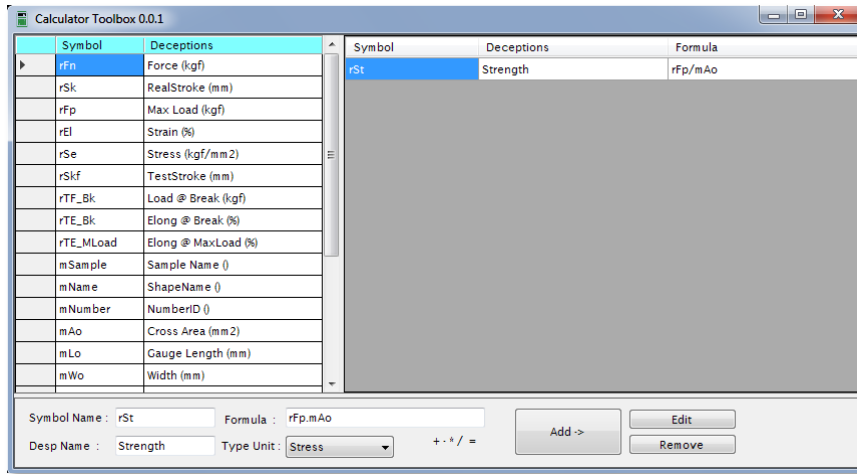 Calculator Toolbox 0.0.1
Symbol Deceptions
rFn Force (kgf)
rSk RealStroke (mm)
rFp Max Load (kgf)
rEl Strain (%)
rSe Stress (kgf/mm2)
rSkf TestStroke (mm)
rTF_Bk Load @ Break (kgf)
rTE_Bk Elong @ Break (%)
rTE_MLoad Elong @ MaxLoad (%)
mSample Sample Name ()
mName ShapeName ()
mNumber NumberID ()
mAo Cross Area (mm2)
mLo Gauge Length (mm)
mWo Width (mm)
Symbol Deceptions Formula
rSt Strength rFp/mAo
Symbol Name : rSt Formula : rFp.mAo
Desp Name : Strength Type Unit : Stress
+ - * / =
Add ->
Edit
Remove